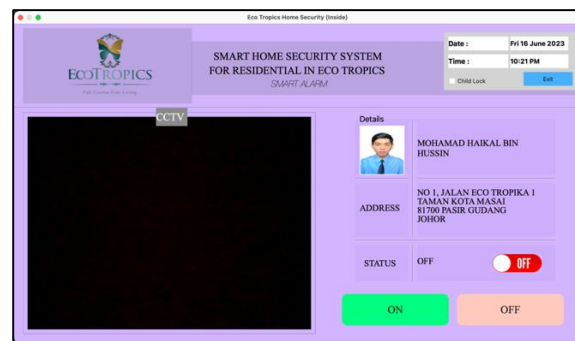 Eco Tropics Home Security (Inside)
ECOTROPICS
SMART HOME SECURITY SYSTEM
FOR RESIDENTIAL IN ECO TROPICS
SMART ALARM
Date :
Fri 16 June 2023
Time :
10:21 PM
Child Lock
Exit
CCTV
Details
MOHAMAD HAIKAL BIN
HUSSIN
ADDRESS
NO 1, JALAN ECO TROPIKA 1
TAMAN KOTA MASAI
81700 PASIR GUDANG
JOHOR
STATUS
OFF
OFF
ON
OFF